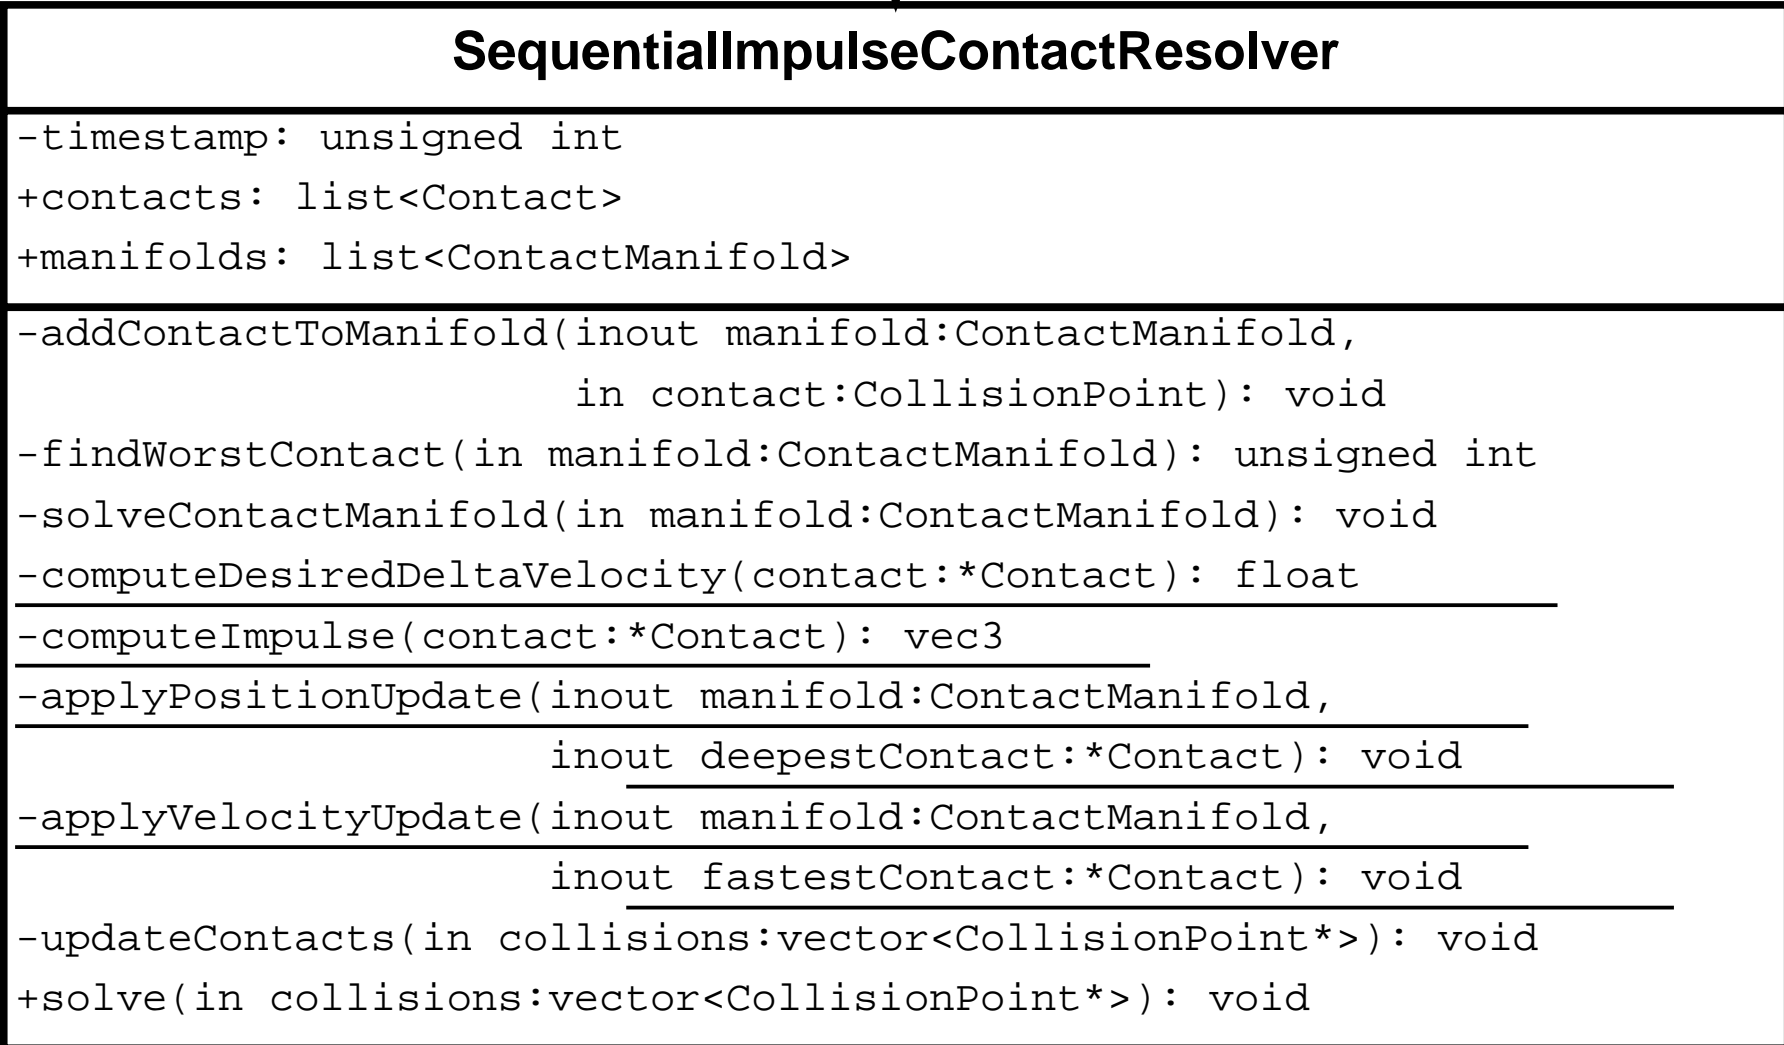 SequentialImpulseContactResolver
-timestamp: unsigned int
+contacts: list<Contact>
+manifolds: list<ContactManifold>
-addContactToManifold(inout manifold:ContactManifold,
in contact:CollisionPoint): void
-findWorstContact(in manifold:ContactManifold): unsigned int
-solveContactManifold(in manifold:ContactManifold): void
-computeDesiredDeltaVelocity(contact:*Contact): float
-computeImpulse(contact:*Contact): vec3
-applyPositionUpdate(inout manifold:ContactManifold,
inout deepestContact:*Contact): void
-applyVelocityUpdate(inout manifold:ContactManifold,
inout fastestContact:*Contact): void
-updateContacts(in collisions:vector<CollisionPoint*>): void
+solve(in collisions:vector<CollisionPoint*>): void